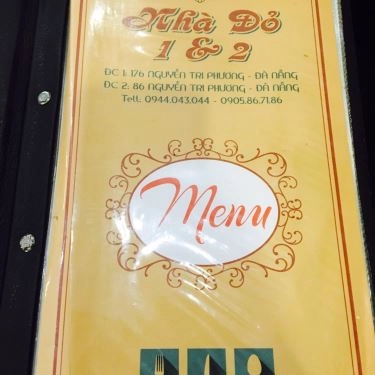 Nhà Đỏ
1 & 2
ĐC 1: 176 NGUYỄN TRI PHƯƠNG - ĐÀ NẴNG
ĐC 2: 86 NGUYỄN TRI PHƯƠNG - ĐÀ NẴNG
Tell: 0944.043.044 - 0905.86.71.86
Menu